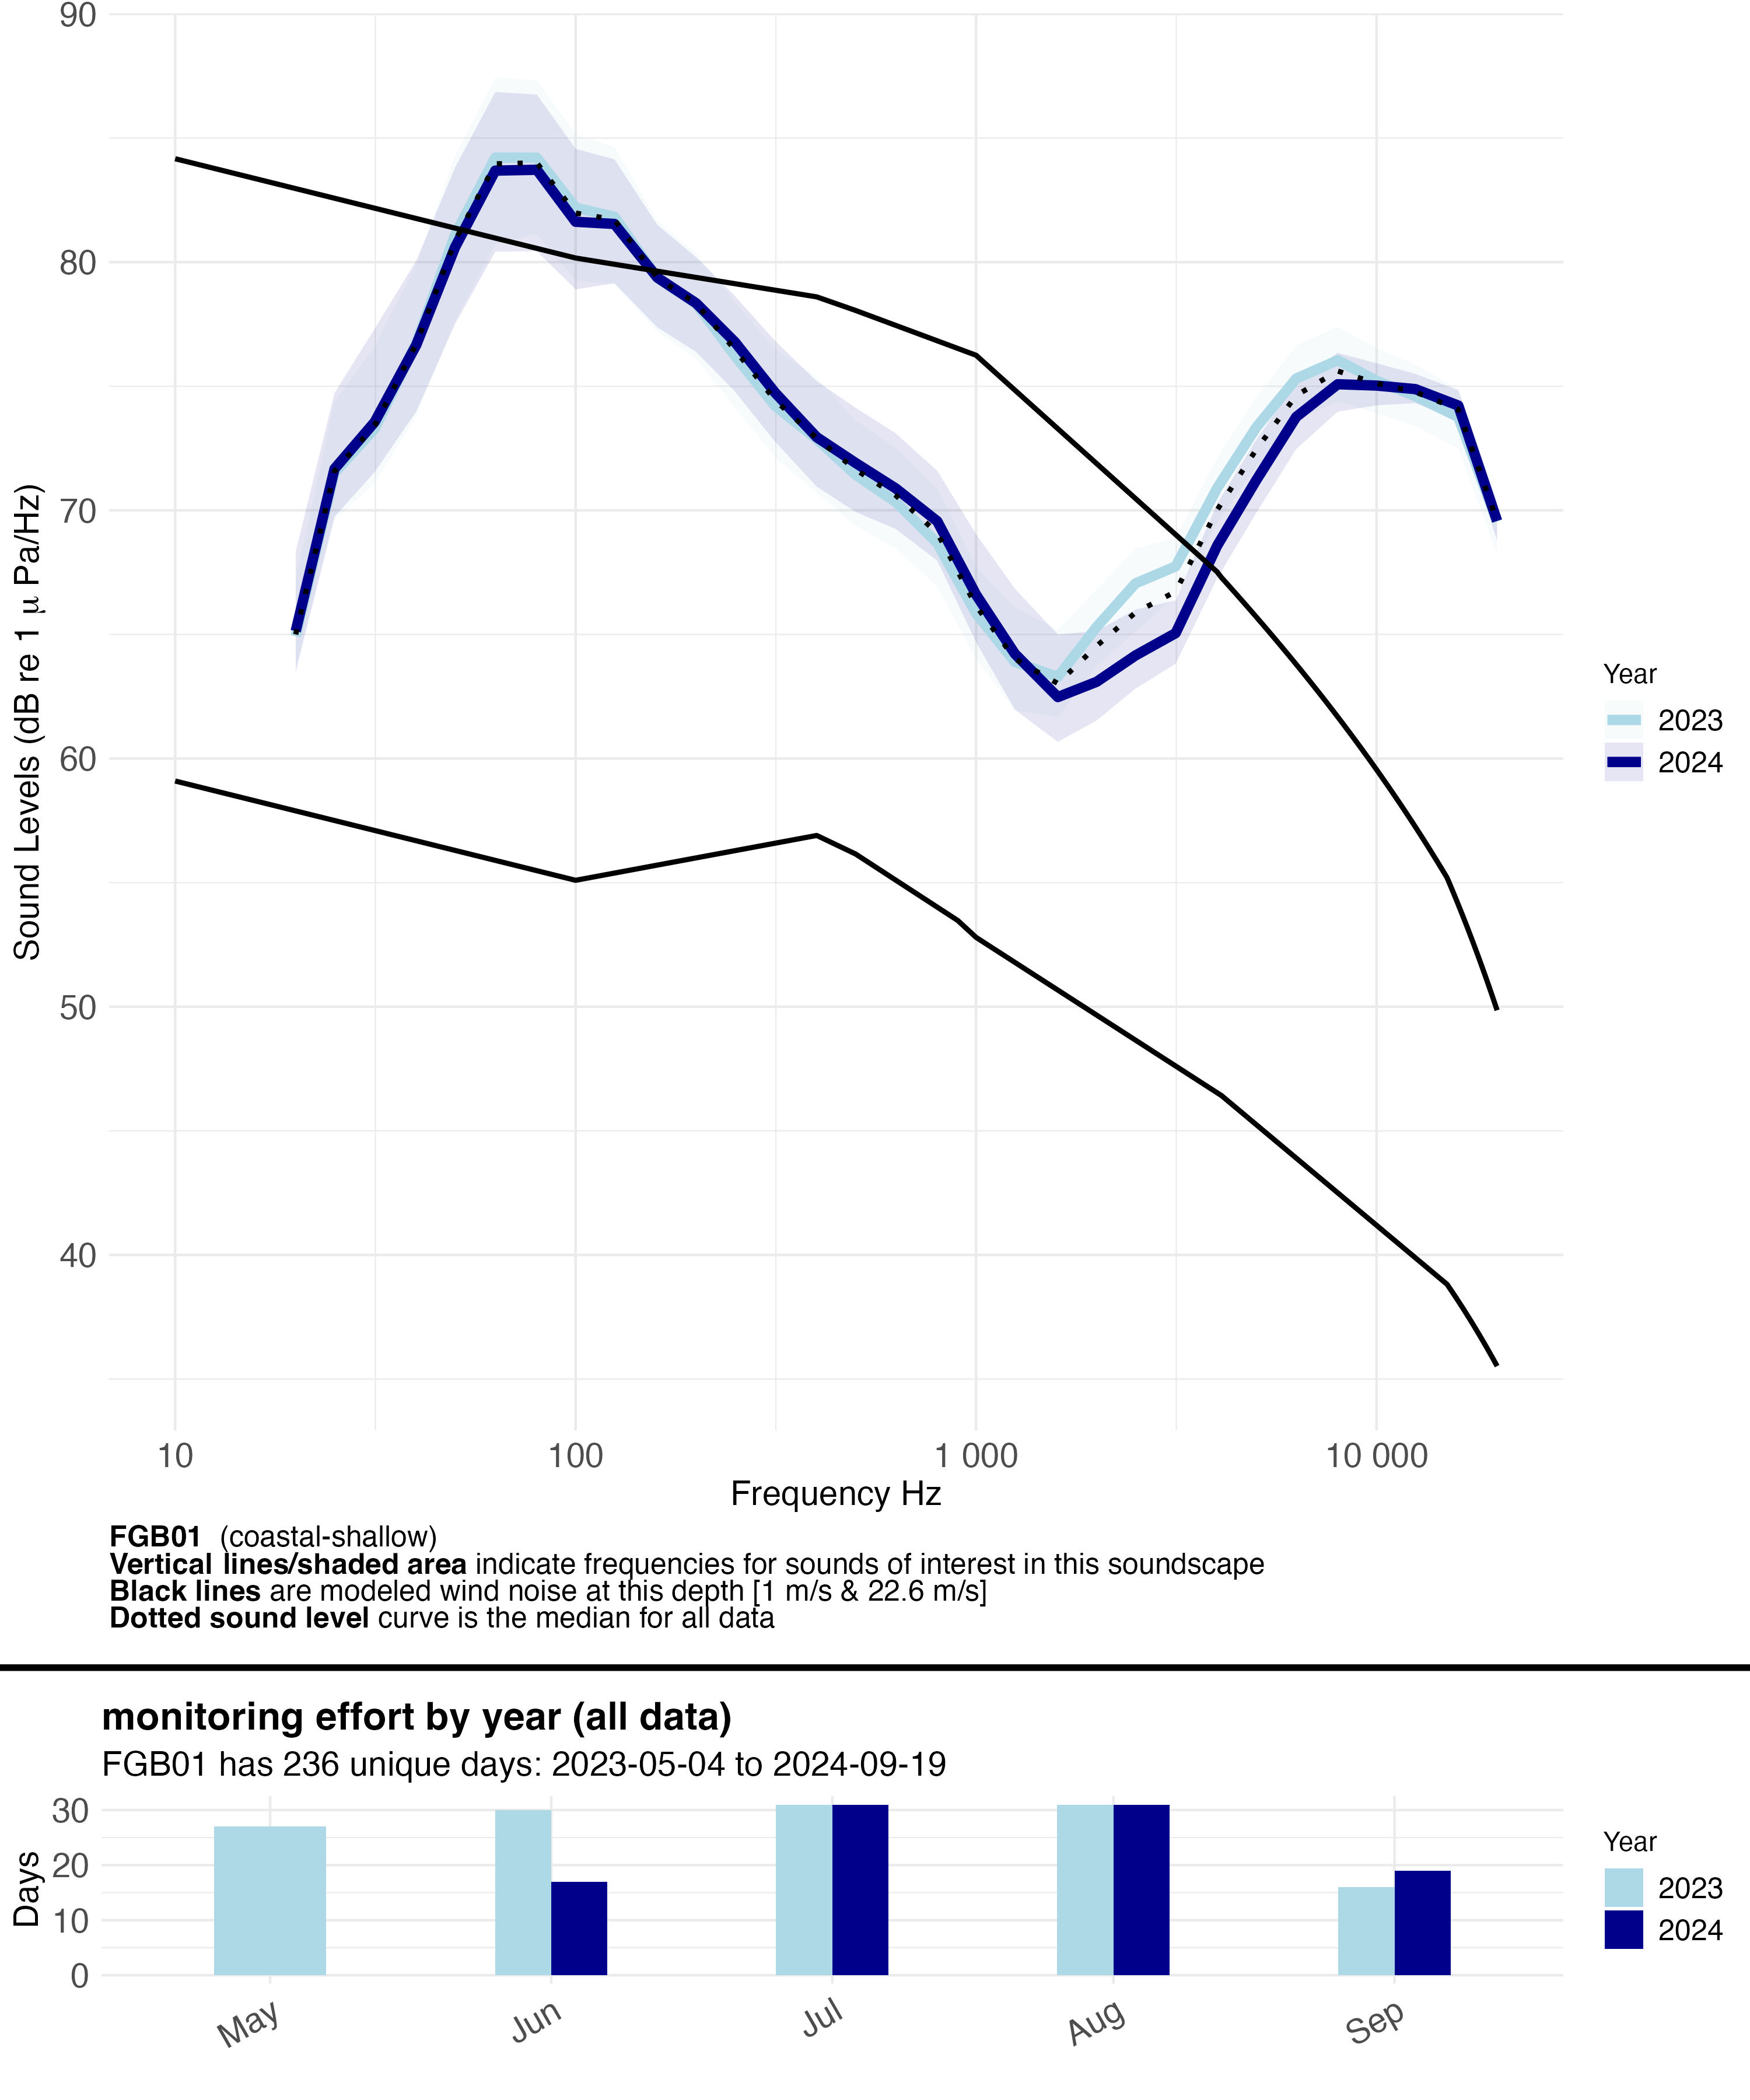 90
80
70
60
50
40
Sound Levels (dB re 1 μ Pa/Hz)
10
100
1 000
10 000
Frequency Hz
Year
2023
2024
FGB01 (coastal-shallow)
Vertical lines/shaded area indicate frequencies for sounds of interest in this soundscape
Black lines are modeled wind noise at this depth [1 m/s & 22.6 m/s]
Dotted sound level curve is the median for all data
monitoring effort by year (all data)
FGB01 has 236 unique days: 2023-05-04 to 2024-09-19
30
20
10
0
Days
May
Jun
Jul
Aug
Sep
Year
2023
2024